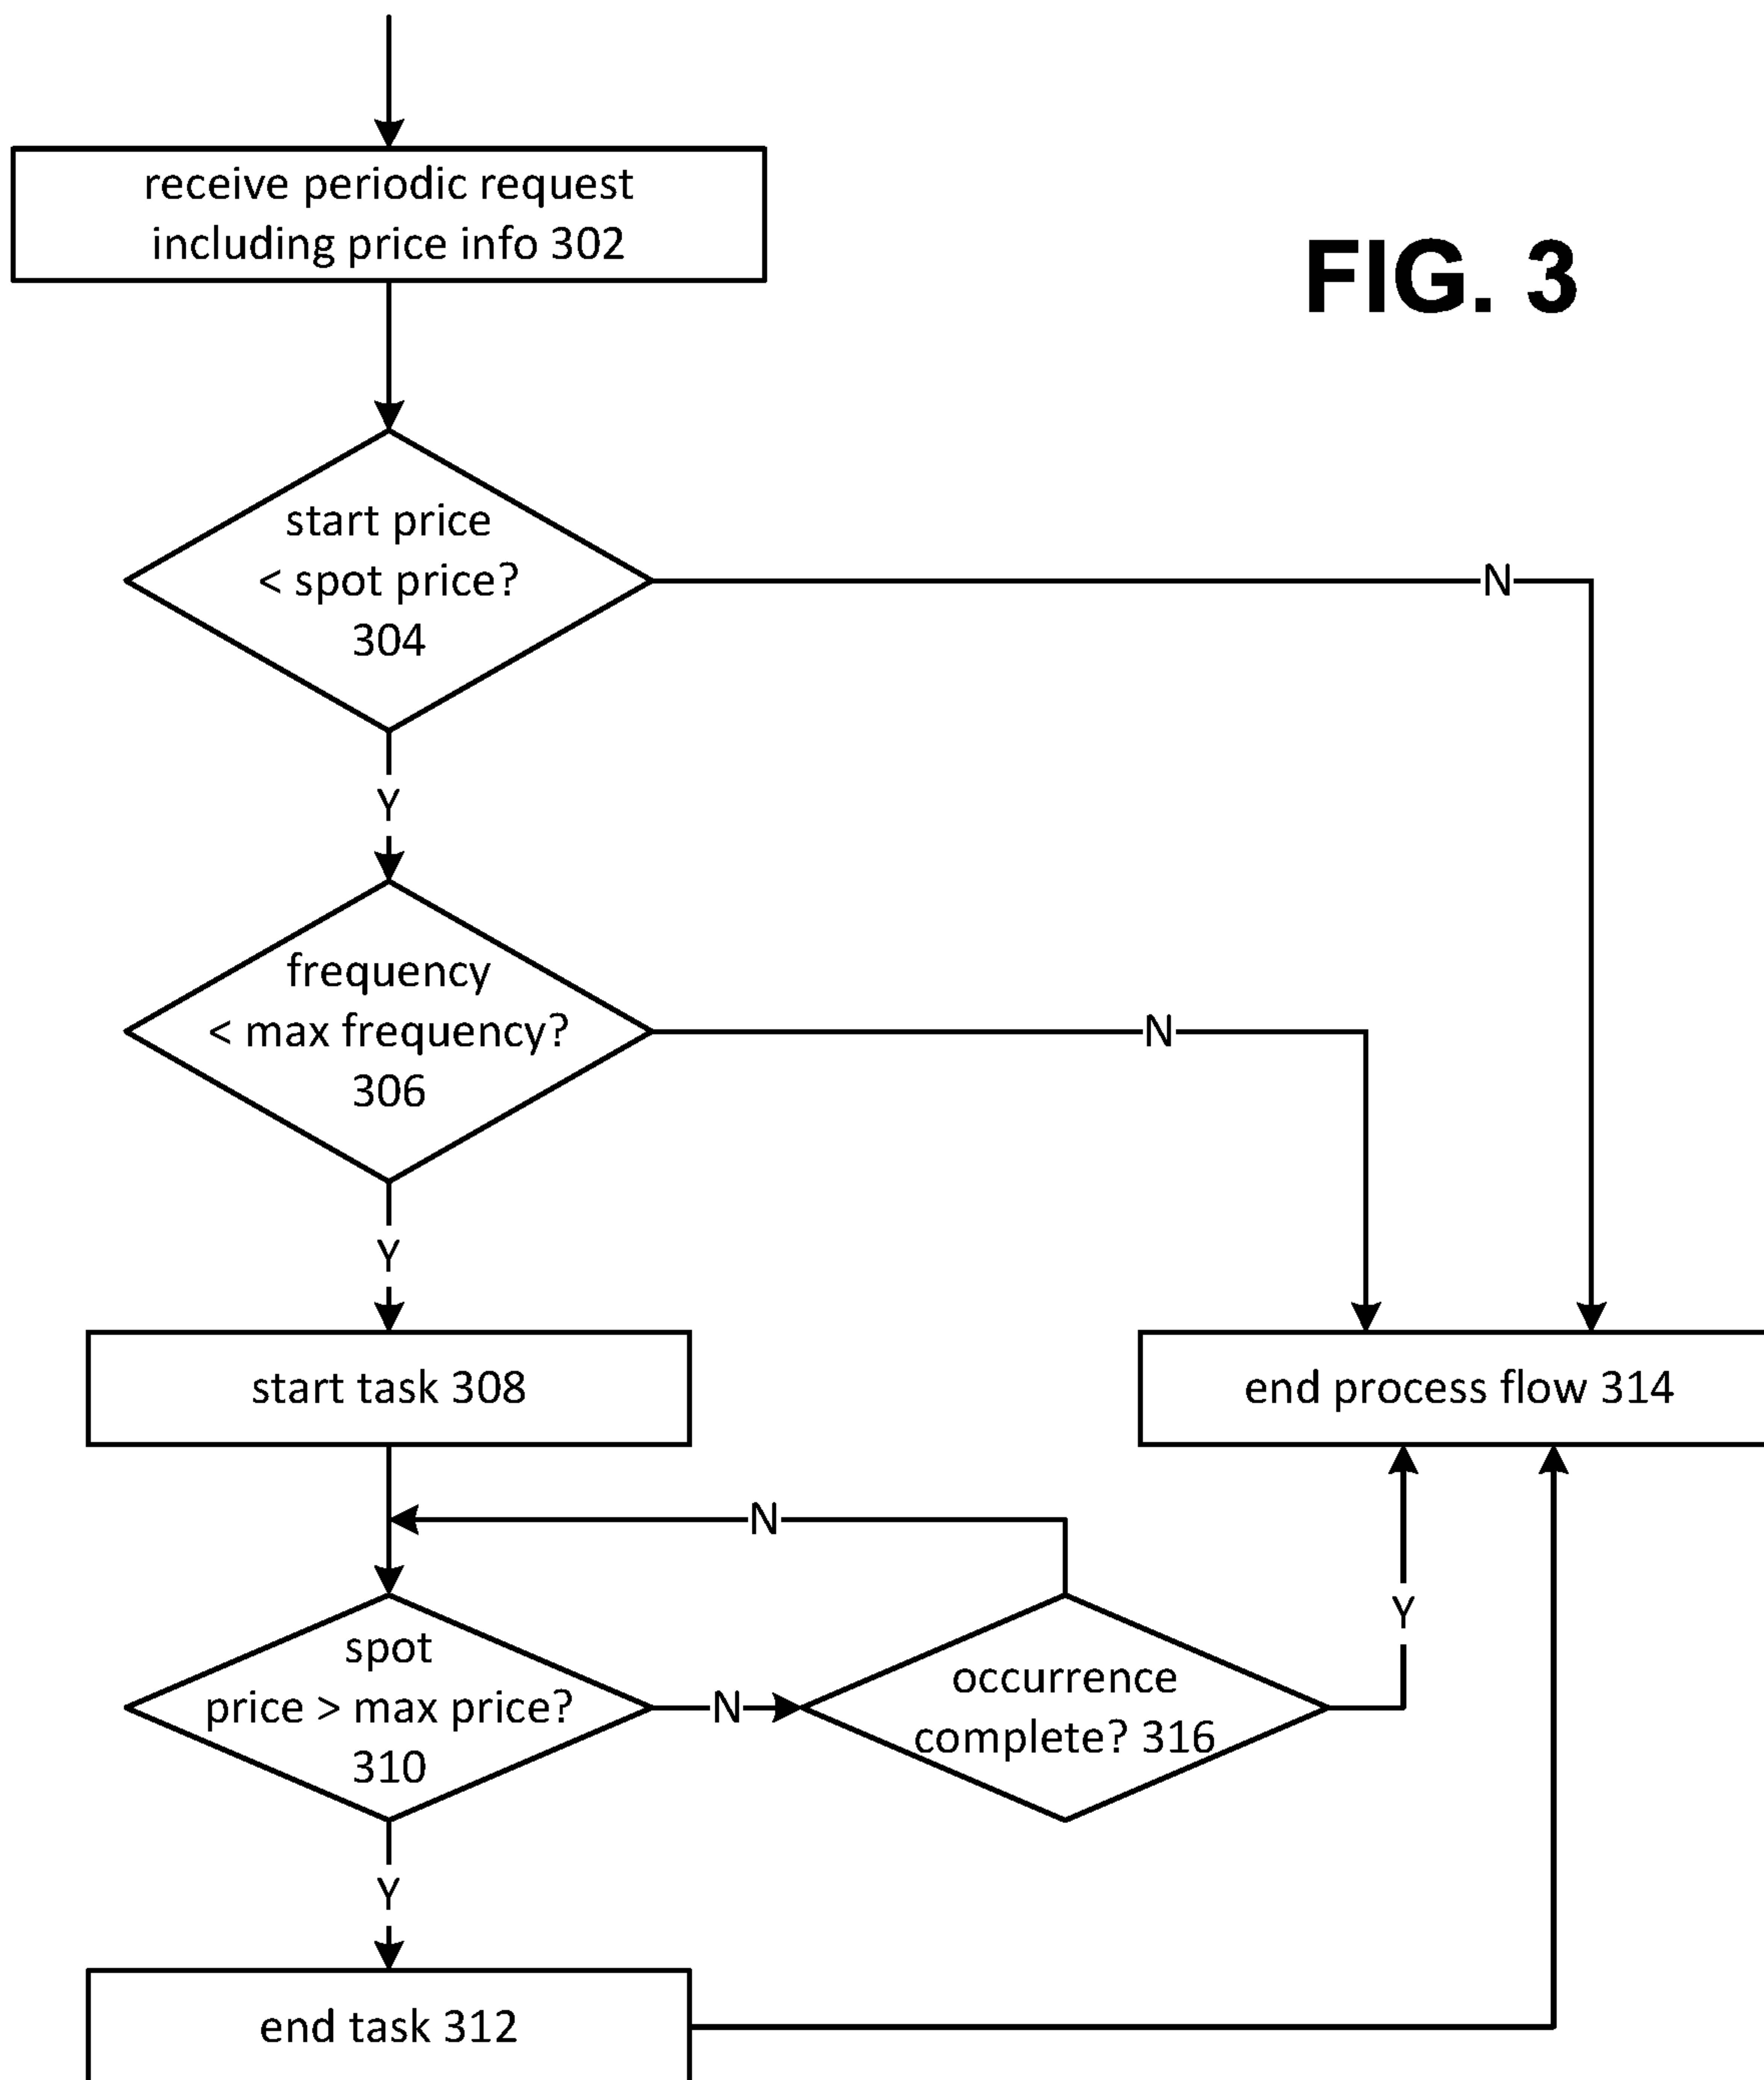 receive periodic request
including price info 302
FIG. 3
start price
< spot price?
304
N
Y
frequency
< max frequency?
306
N
Y
start task 308
end process flow 314
N
spot
price > max price?
310
N
occurrence
complete? 316
Y
Y
end task 312